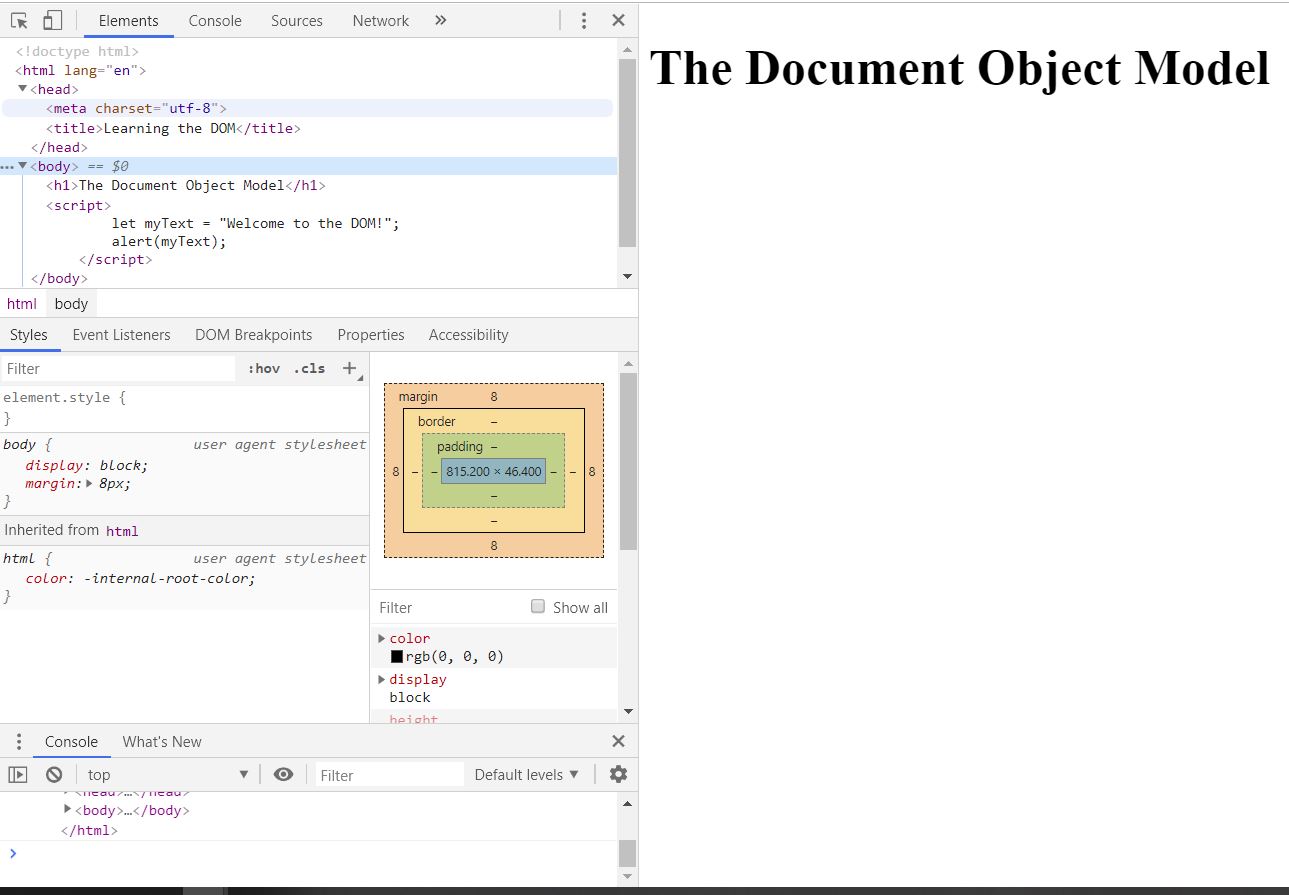 Elements Console Sources Network »
<!doctype html>
<html lang="en">
<head>
<meta charset="utf-8">
<title>Learning the DOM</title>
</head>
<body> == $0
<h1>The Document Object Model</h1>
<script>
let myText = "Welcome to the DOM!";
alert(myText);
</script>
</body>
html body
Styles Event Listeners DOM Breakpoints Properties Accessibility
Filter :hov .cls +
element.style {
}
body { user agent stylesheet
display: block;
margin: 8px;
}
Inherited from html
html { user agent stylesheet
color: -internal-root-color;
}
margin 8
border –
padding –
8 – – 815.200 × 46.400 – – 8
–
–
8
Filter Show all
color
rgb(0, 0, 0)
display
block
height
Console What's New
top Filter Default levels
<head>…</head>
<body>…</body>
</html>
The Document Object Model